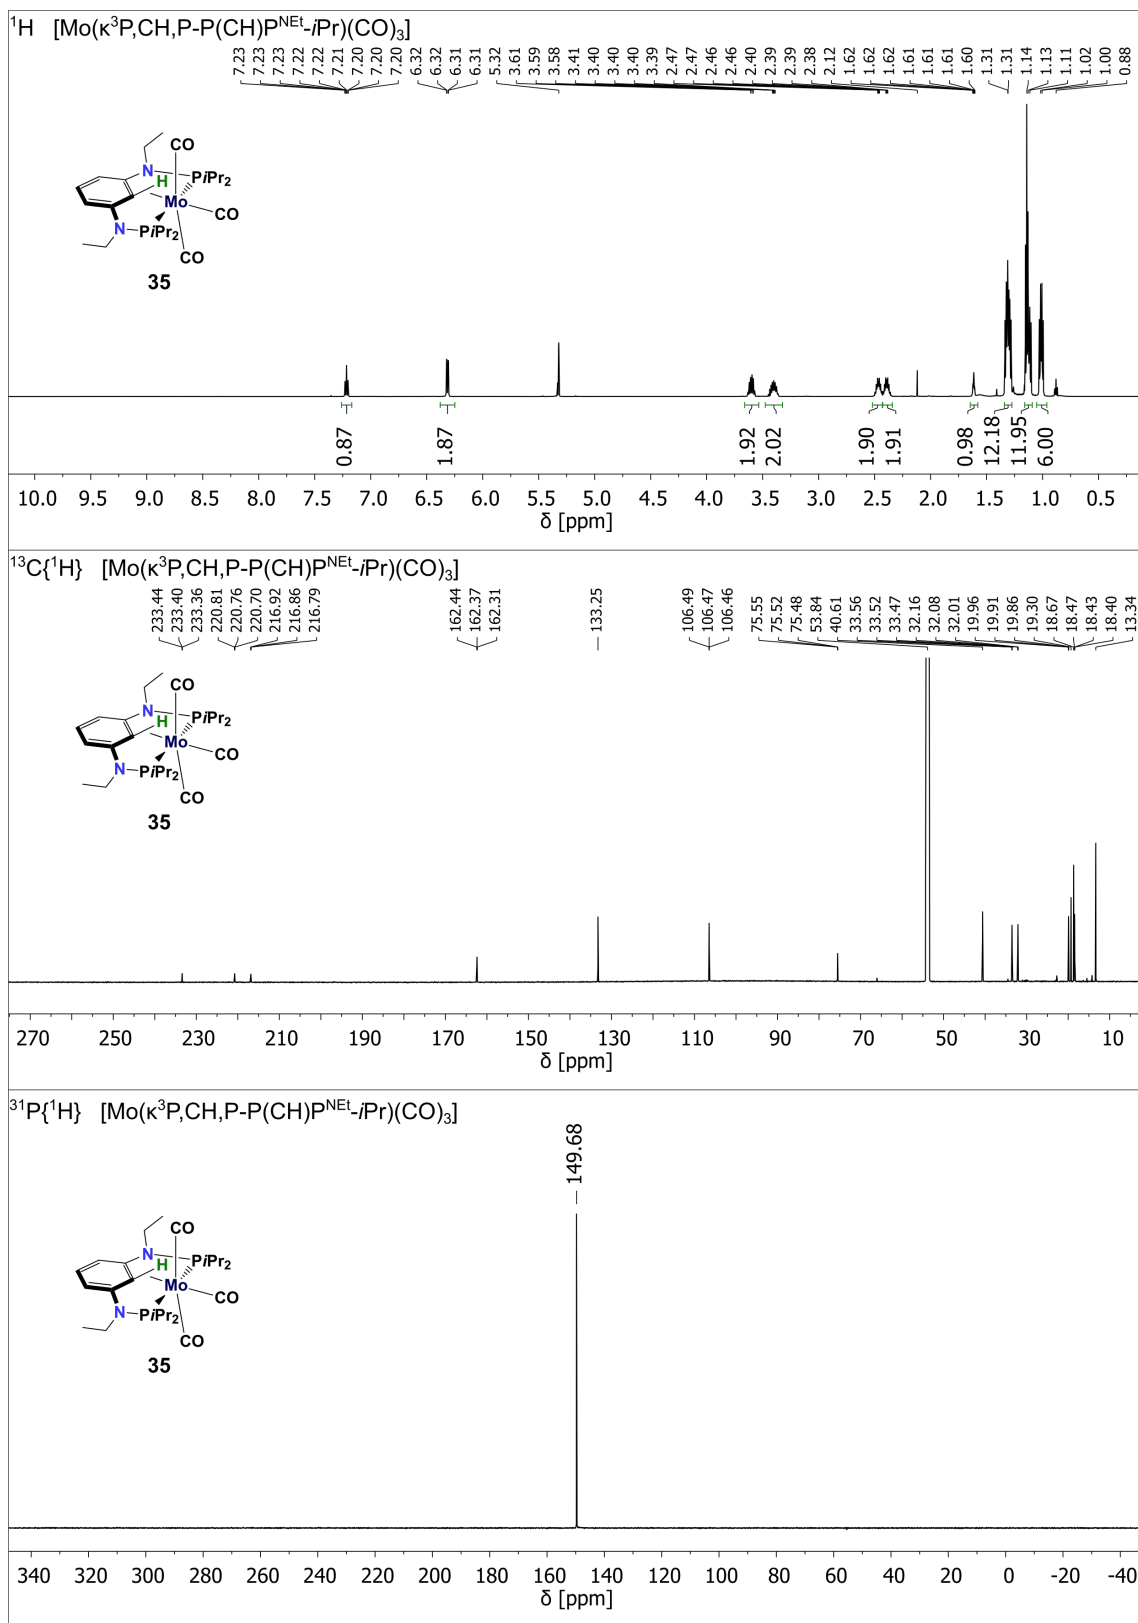 ¹H [Mo(κ³P,CH,P-P(CH)Pᴺᴱᵗ-iPr)(CO)₃]
7.23 7.23 7.23 7.22 7.22 7.21 7.20 7.20 7.20 6.32 6.32 6.31 6.31 5.32 3.61 3.59 3.58 3.41 3.40 3.40 3.40 3.39 2.47 2.47 2.46 2.46 2.40 2.39 2.39 2.38 2.12 1.62 1.62 1.62 1.61 1.61 1.61 1.60 1.31 1.31 1.14 1.13 1.11 1.02 1.00 0.88
CO
N
H
PiPr₂
Mo
CO
N
PiPr₂
CO
35
0.87 1.87 1.92 2.02 1.90 1.91 0.98 12.18 11.95 6.00
10.0 9.5 9.0 8.5 8.0 7.5 7.0 6.5 6.0 5.5 5.0 4.5 4.0 3.5 3.0 2.5 2.0 1.5 1.0 0.5
δ [ppm]
¹³C{¹H} [Mo(κ³P,CH,P-P(CH)Pᴺᴱᵗ-iPr)(CO)₃]
233.44 233.40 233.36 220.81 220.76 220.70 216.92 216.86 216.79 162.44 162.37 162.31 133.25 106.49 106.47 106.46 75.55 75.52 75.48 53.84 40.61 33.56 33.52 33.47 32.16 32.08 32.01 19.96 19.91 19.86 19.30 18.67 18.47 18.43 18.40 13.34
CO
N
H
PiPr₂
Mo
CO
N
PiPr₂
CO
35
270 250 230 210 190 170 150 130 110 90 70 50 30 10
δ [ppm]
³¹P{¹H} [Mo(κ³P,CH,P-P(CH)Pᴺᴱᵗ-iPr)(CO)₃]
149.68
CO
N
H
PiPr₂
Mo
CO
N
PiPr₂
CO
35
340 320 300 280 260 240 220 200 180 160 140 120 100 80 60 40 20 0 -20 -40
δ [ppm]